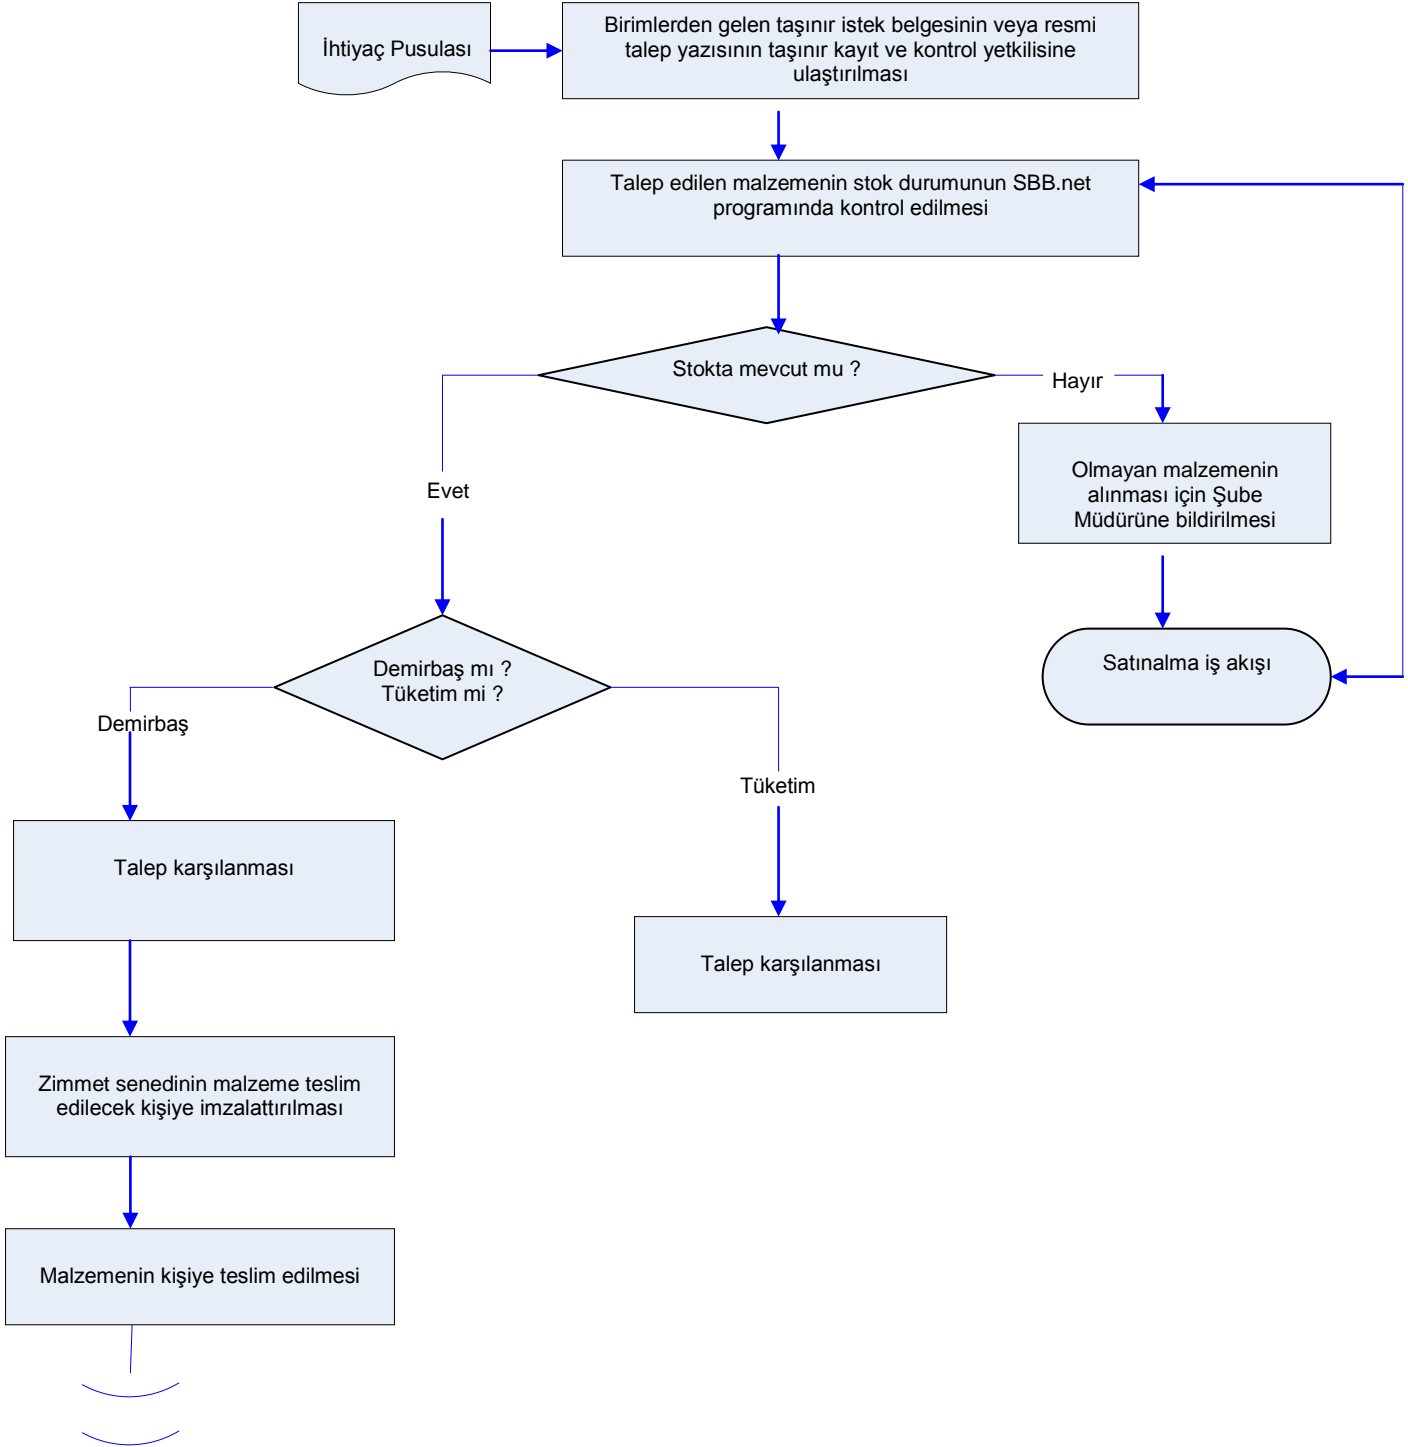 İhtiyaç Pusulası
Birimlerden gelen taşınır istek belgesinin veya resmi
talep yazısının taşınır kayıt ve kontrol yetkilisine
ulaştırılması
Talep edilen malzemenin stok durumunun SBB.net
programında kontrol edilmesi
Stokta mevcut mu ?
Hayır
Olmayan malzemenin
alınması için Şube
Müdürüne bildirilmesi
Evet
Satınalma iş akışı
Demirbaş mı ?
Tüketim mi ?
Demirbaş
Tüketim
Talep karşılanması
Talep karşılanması
Zimmet senedinin malzeme teslim
edilecek kişiye imzalattırılması
Malzemenin kişiye teslim edilmesi